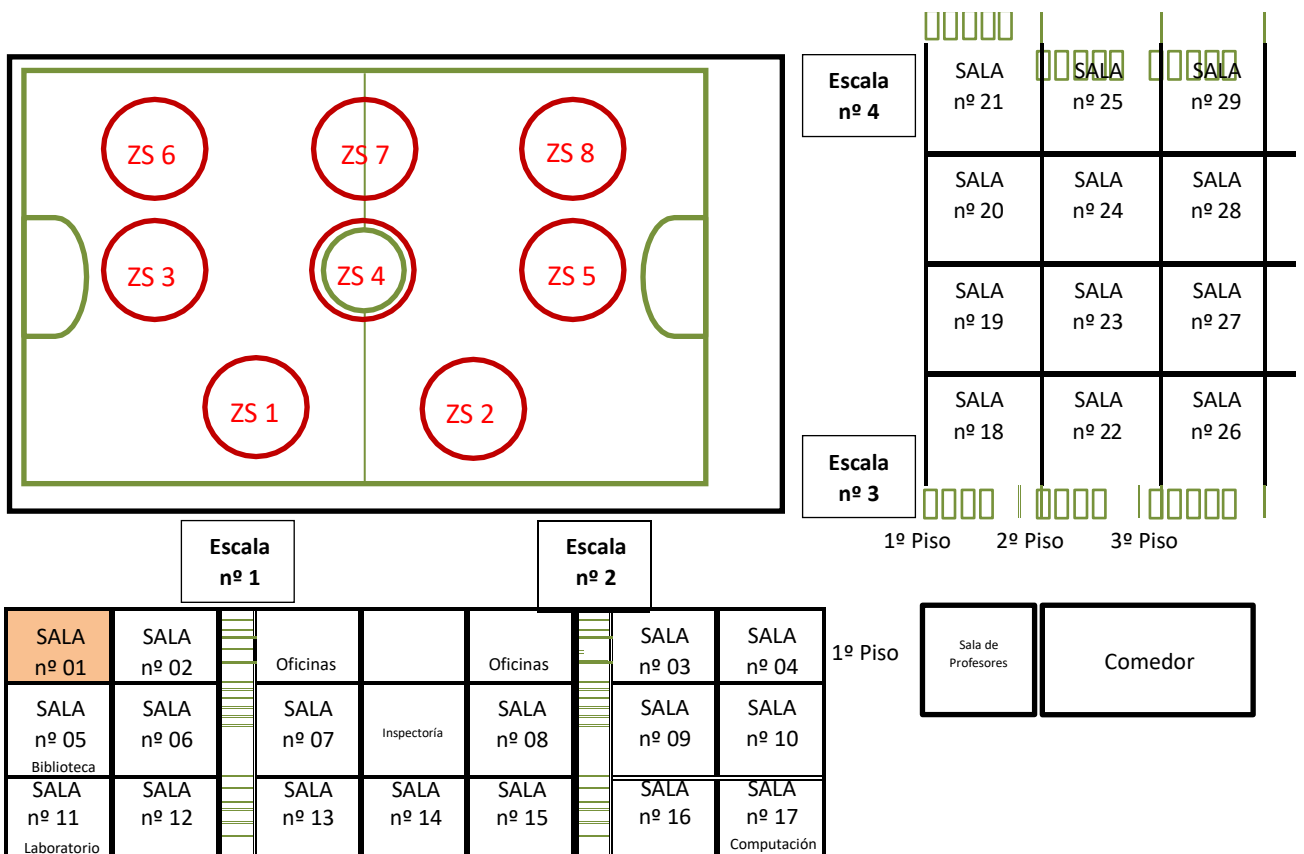 ZS 6
ZS 7
ZS 8
ZS 3
ZS 4
ZS 5
ZS 1
ZS 2
Escala
nº 4
SALA
nº 21
SALA
nº 25
SALA
nº 29
SALA
nº 20
SALA
nº 24
SALA
nº 28
SALA
nº 19
SALA
nº 23
SALA
nº 27
SALA
nº 18
SALA
nº 22
SALA
nº 26
Escala
nº 3
1º Piso
2º Piso
3º Piso
Escala
nº 1
Escala
nº 2
SALA
nº 01
SALA
nº 02
Oficinas
Oficinas
SALA
nº 03
SALA
nº 04
1º Piso
SALA
nº 05
Biblioteca
SALA
nº 06
SALA
nº 07
Inspectoría
SALA
nº 08
SALA
nº 09
SALA
nº 10
SALA
nº 11
Laboratorio
SALA
nº 12
SALA
nº 13
SALA
nº 14
SALA
nº 15
SALA
nº 16
SALA
nº 17
Computación
Sala de
Profesores
Comedor